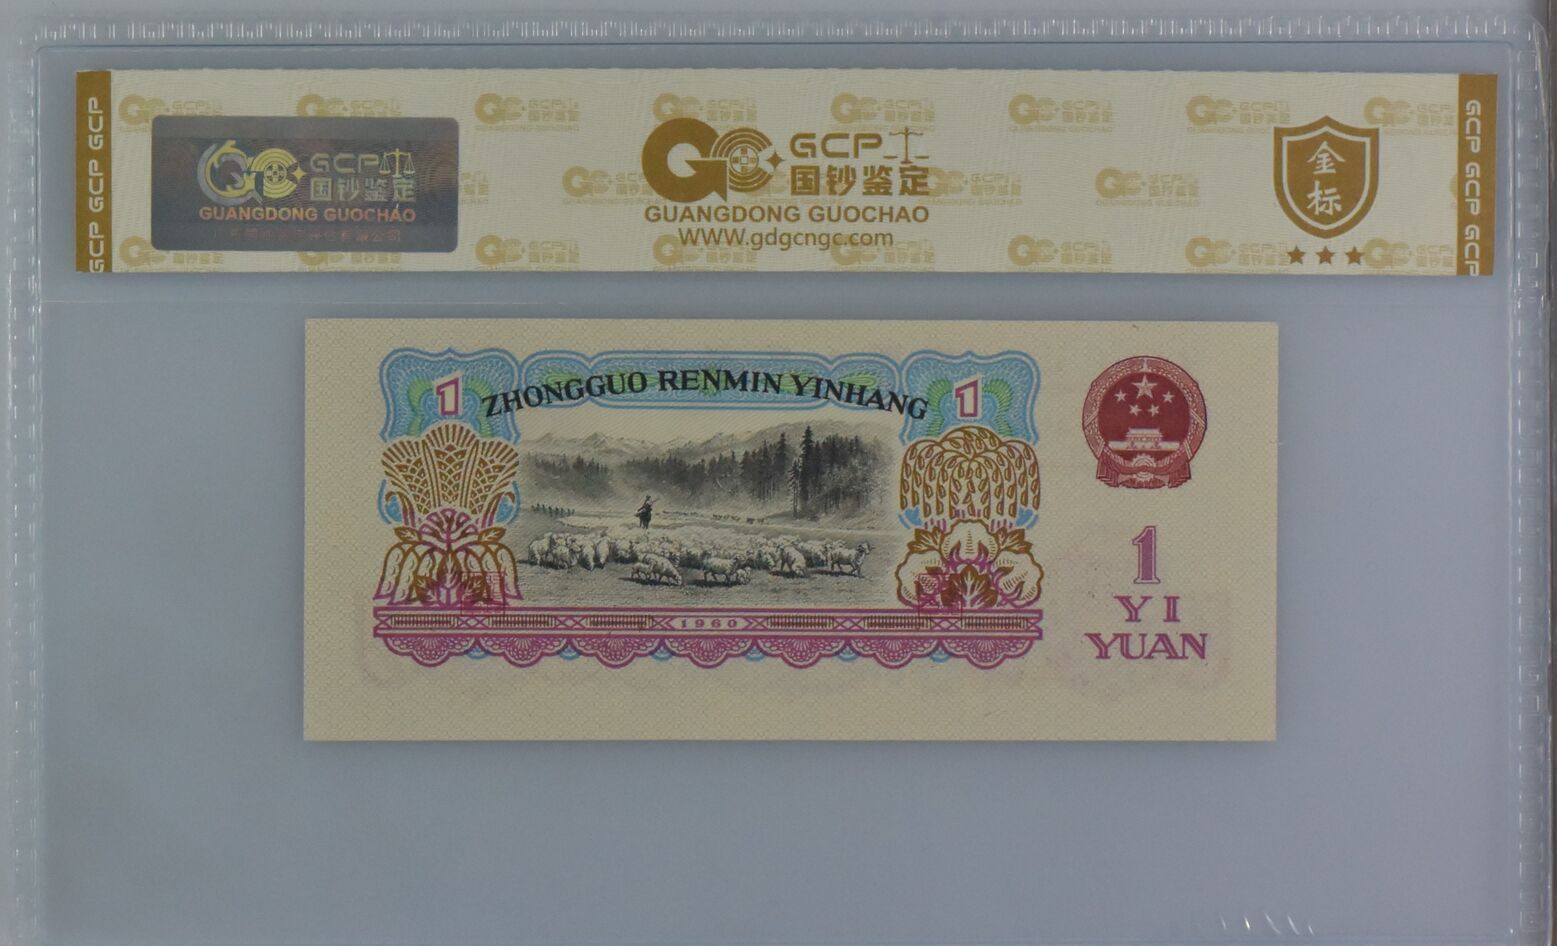 GCP GCP GCP
GCP
国钞鉴定
GUANGDONG GUOCHAO
GCP
国钞鉴定
GUANGDONG GUOCHAO
WWW.gdgcngc.com
金
标
GCP GCP GCP
ZHONGGUO RENMIN YINHANG
1
1
1960
1
YI
YUAN